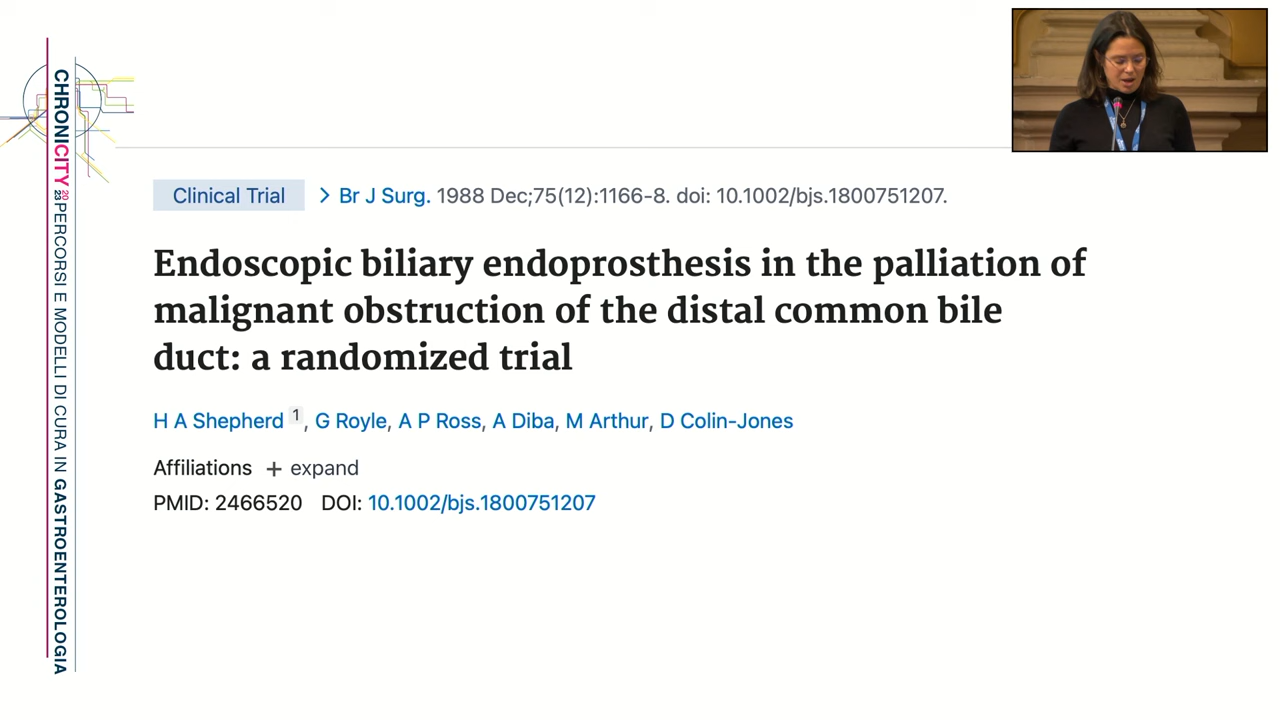 CHRONICITY 2023 PERCORSI E MODELLI DI CURA IN GASTROENTEROLOGIA
Clinical Trial > Br J Surg. 1988 Dec;75(12):1166-8. doi: 10.1002/bjs.1800751207.
Endoscopic biliary endoprosthesis in the palliation of
malignant obstruction of the distal common bile
duct: a randomized trial
H A Shepherd 1, G Royle, A P Ross, A Diba, M Arthur, D Colin-Jones
Affiliations + expand
PMID: 2466520 DOI: 10.1002/bjs.1800751207